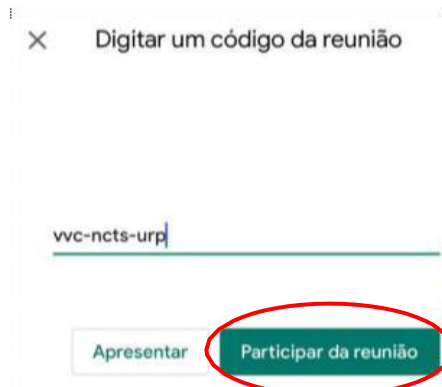 Digitar um código da reunião
vvc-ncts-urp
Apresentar
Participar da reunião